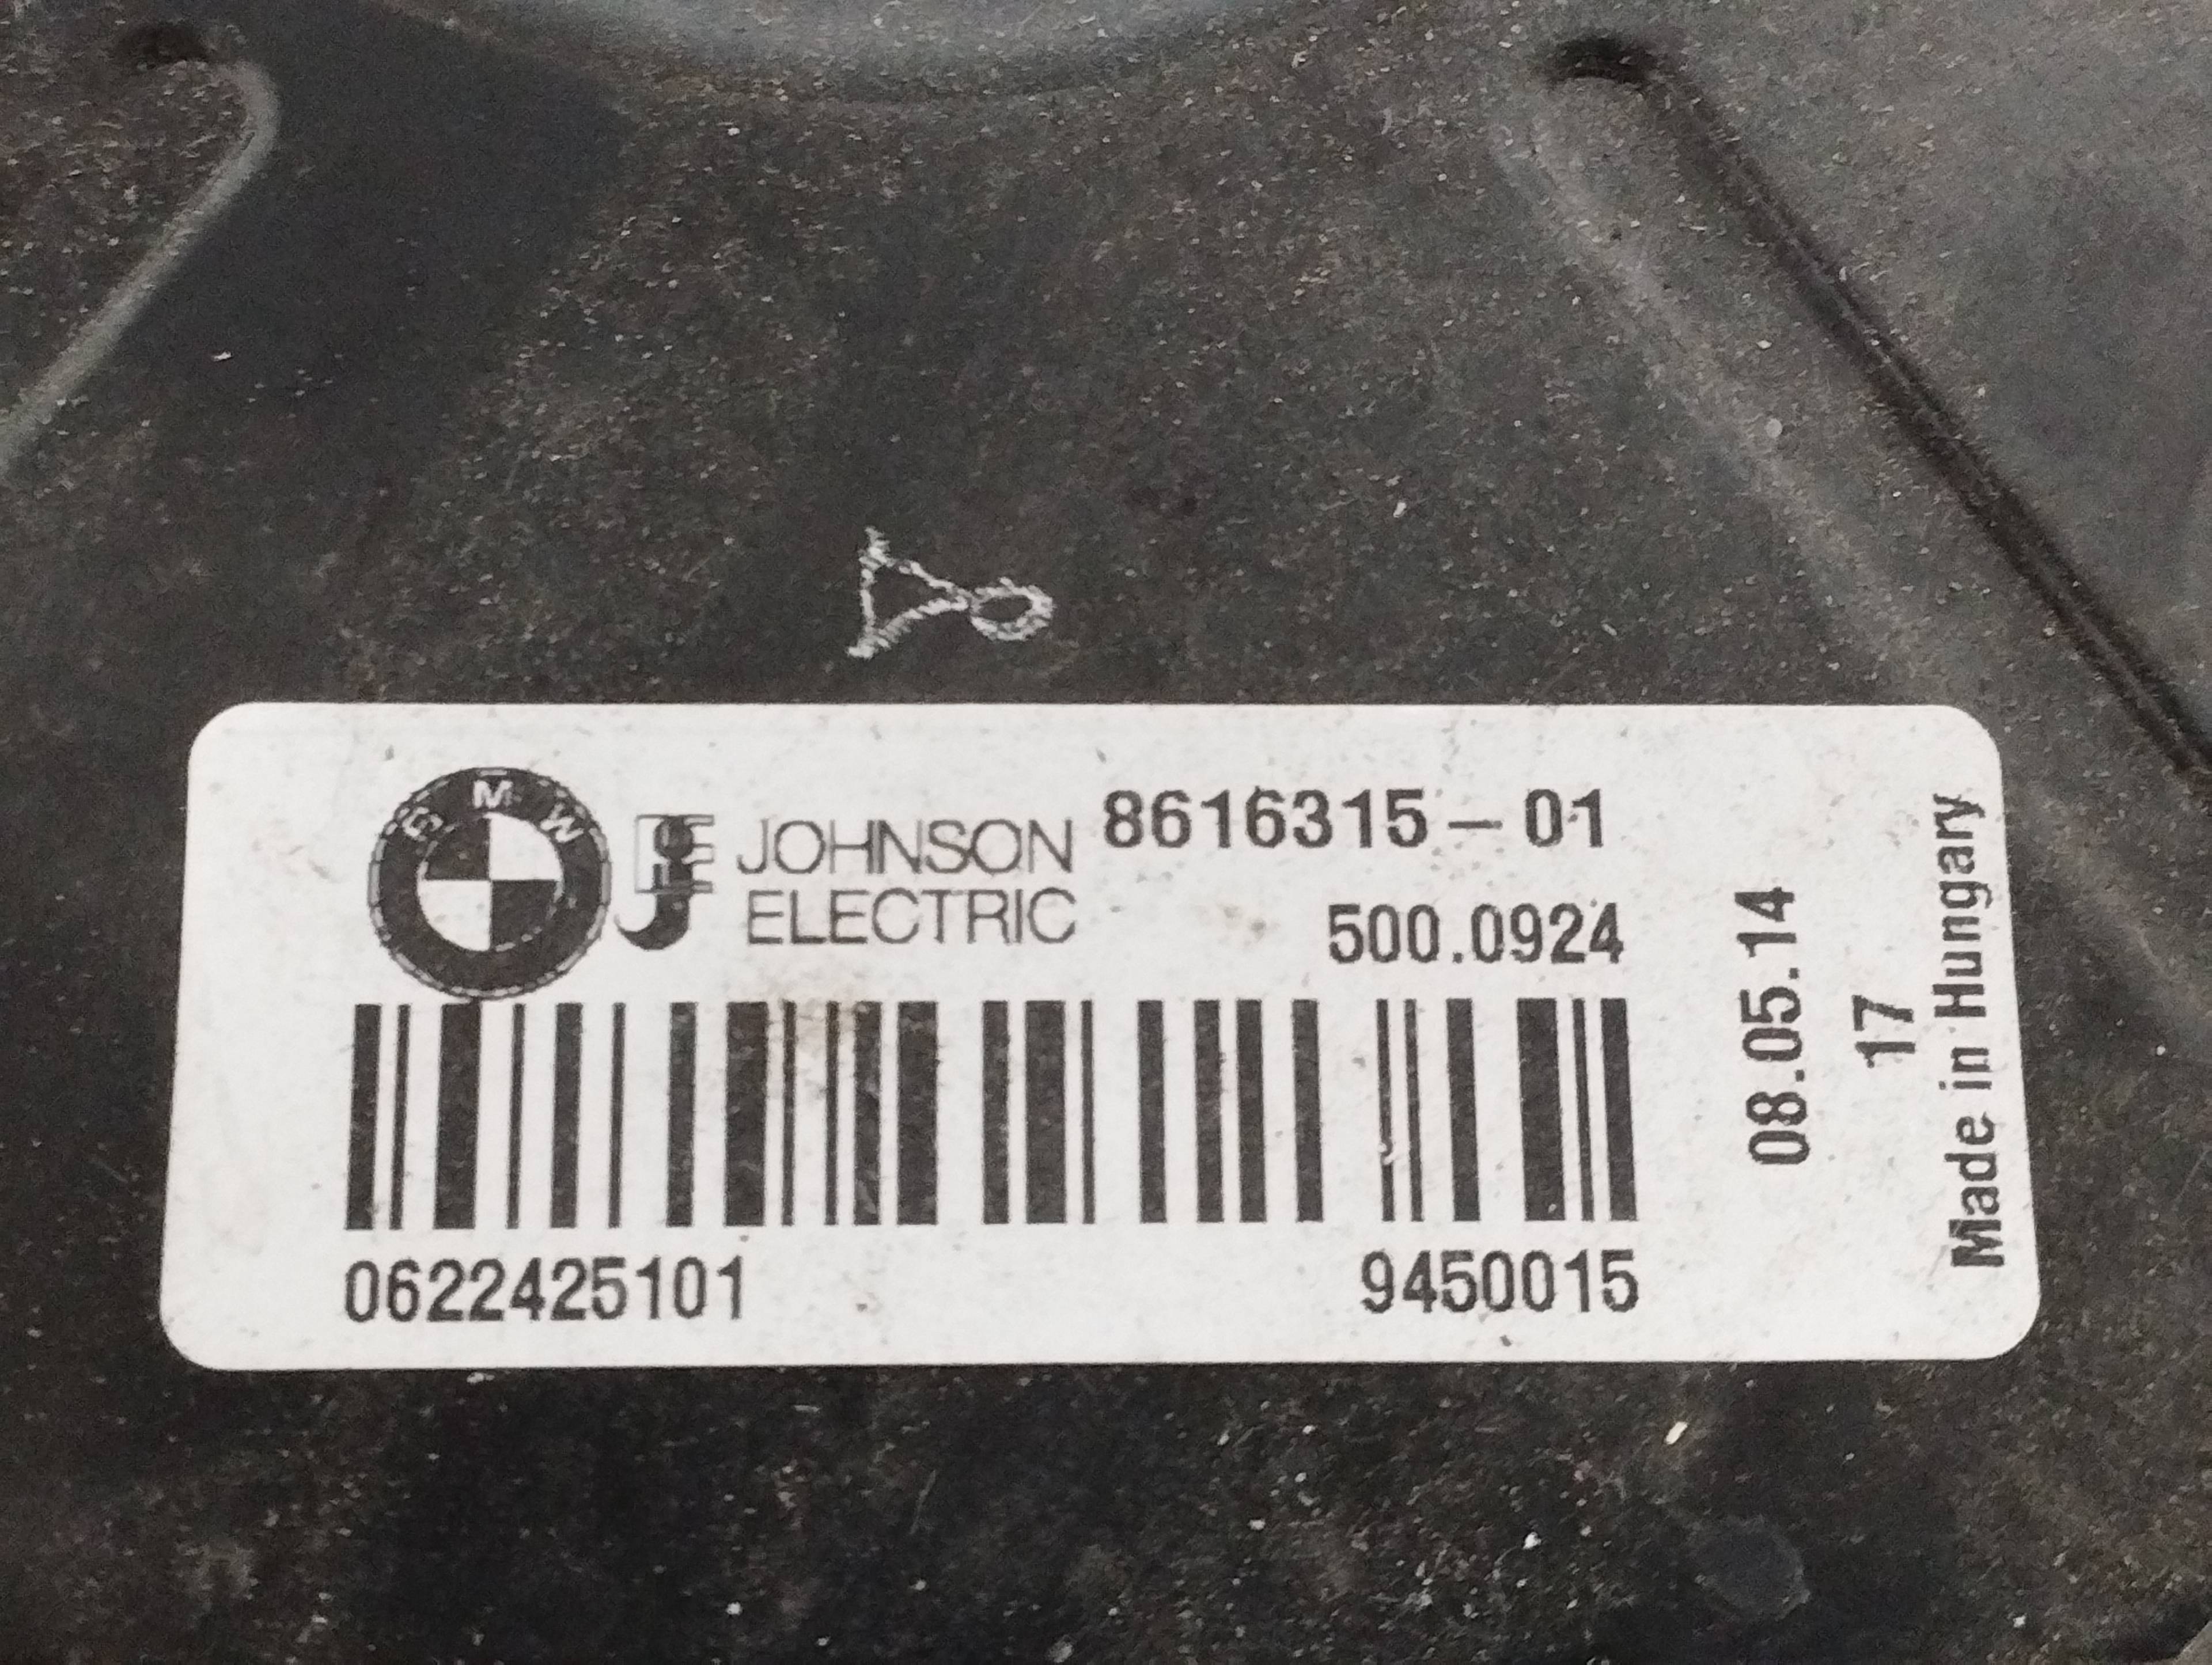 BMW
JOHNSON
ELECTRIC
8616315-01
500.0924
0622425101
9450015
08.05.14
17
Made in Hungary